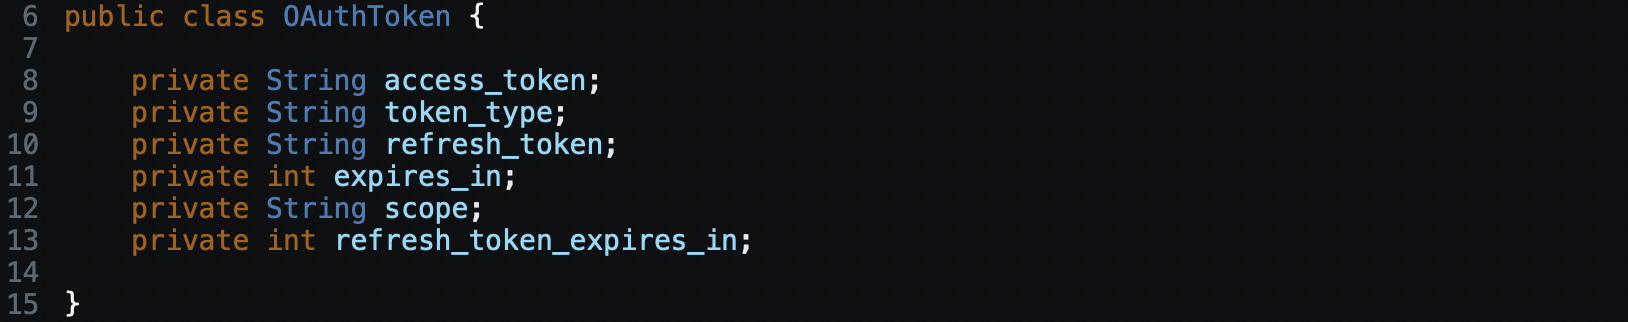 6 public class OAuthToken {
7
8     private String access_token;
9     private String token_type;
10     private String refresh_token;
11     private int expires_in;
12     private String scope;
13     private int refresh_token_expires_in;
14
15 }